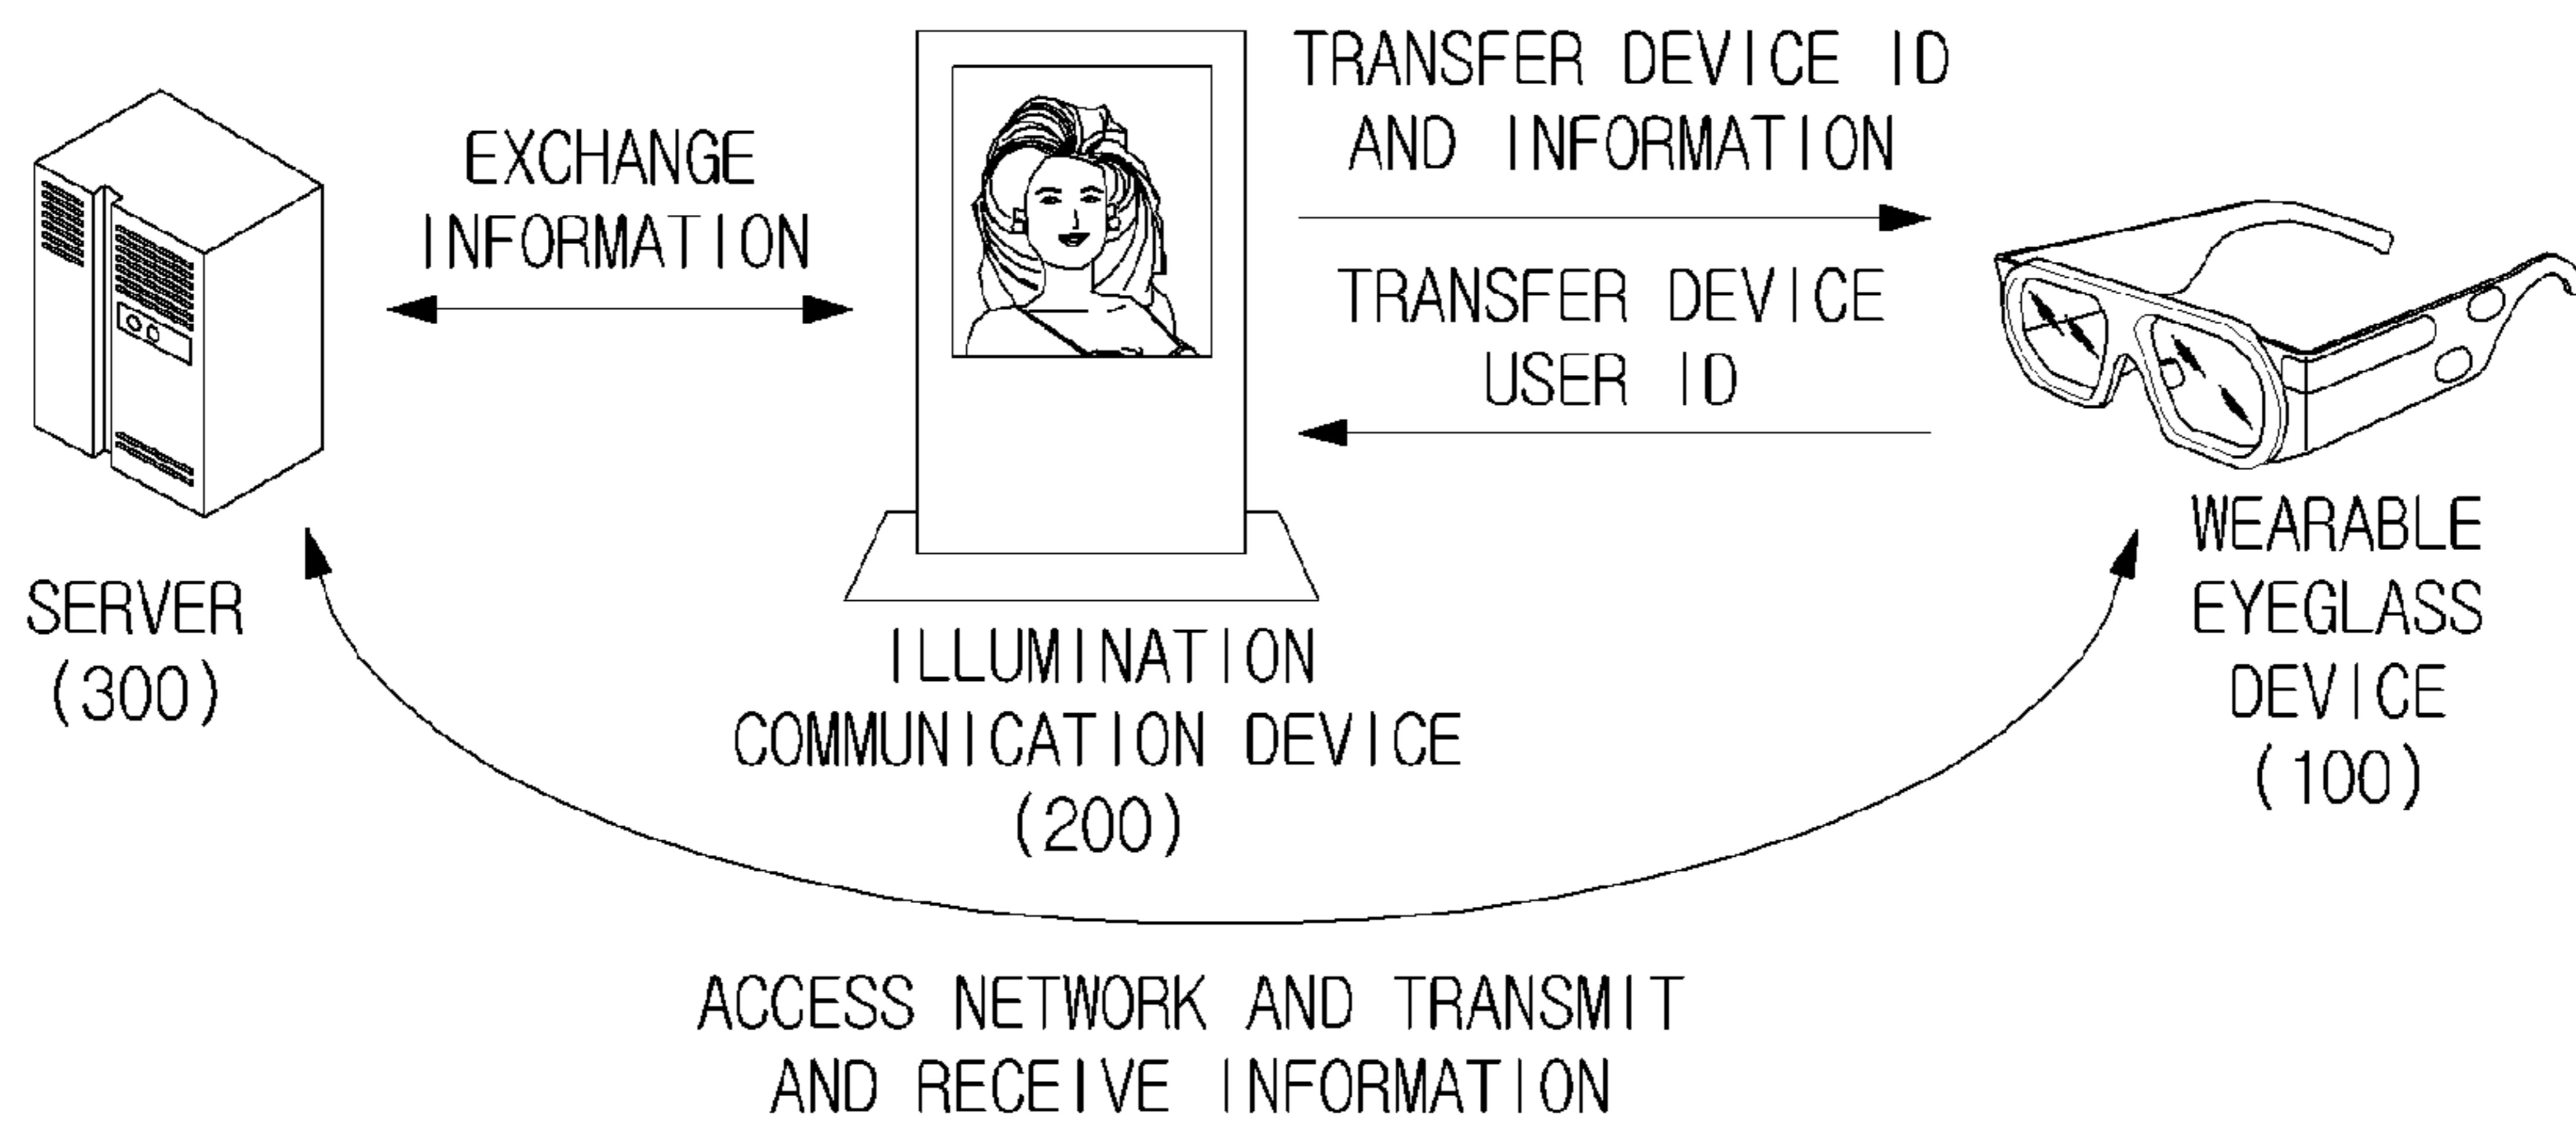 EXCHANGE
INFORMATION
TRANSFER DEVICE ID
AND INFORMATION
TRANSFER DEVICE
USER ID
SERVER
(300)
ILLUMINATION
COMMUNICATION DEVICE
(200)
WEARABLE
EYEGLASS
DEVICE
(100)
ACCESS NETWORK AND TRANSMIT
AND RECEIVE INFORMATION